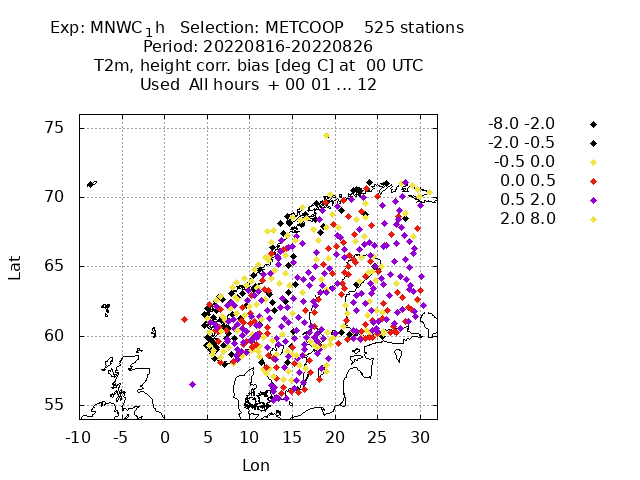 Exp: MNWC1h   Selection: METCOOP    525 stations
Period: 20220816-20220826
T2m, height corr. bias [deg C] at  00 UTC
Used  All hours  + 00 01 ... 12
-8.0 -2.0
-2.0 -0.5
-0.5 0.0
0.0 0.5
0.5 2.0
2.0 8.0
75
70
65
60
55
Lat
-10 -5 0 5 10 15 20 25 30
Lon